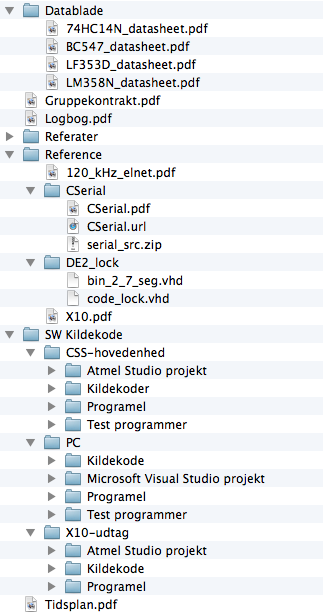 Datablade
74HC14N_datasheet.pdf
BC547_datasheet.pdf
LF353D_datasheet.pdf
LM358N_datasheet.pdf
Gruppekontrakt.pdf
Logbog.pdf
Referater
Reference
120_kHz_elnet.pdf
CSerial
CSerial.pdf
CSerial.url
serial_src.zip
DE2_lock
bin_2_7_seg.vhd
code_lock.vhd
X10.pdf
SW Kildekode
CSS-hovedenhed
Atmel Studio projekt
Kildekoder
Programel
Test programmer
PC
Kildekode
Microsoft Visual Studio projekt
Programel
Test programmer
X10-udtag
Atmel Studio projekt
Kildekode
Programel
Tidsplan.pdf